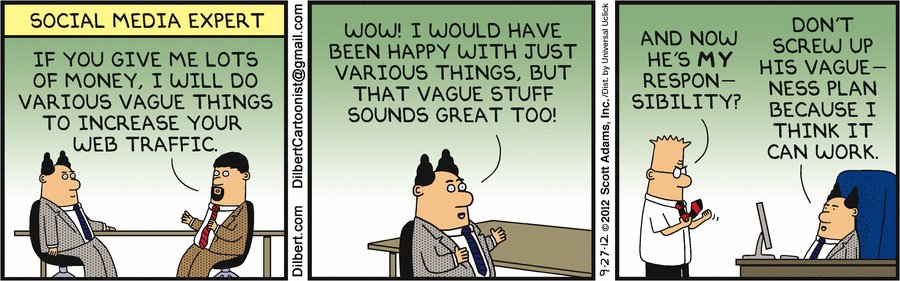 SOCIAL MEDIA EXPERT
IF YOU GIVE ME LOTS
OF MONEY, I WILL DO
VARIOUS VAGUE THINGS
TO INCREASE YOUR
WEB TRAFFIC.
Dilbert.com DilbertCartoonist@gmail.com
WOW! I WOULD HAVE
BEEN HAPPY WITH JUST
VARIOUS THINGS, BUT
THAT VAGUE STUFF
SOUNDS GREAT TOO!
9-27-12 ©2012 Scott Adams, Inc./Dist. by Universal Uclick
AND NOW
HE'S MY
RESPON-
SIBILITY?
DON'T
SCREW UP
HIS VAGUE-
NESS PLAN
BECAUSE I
THINK IT
CAN WORK.